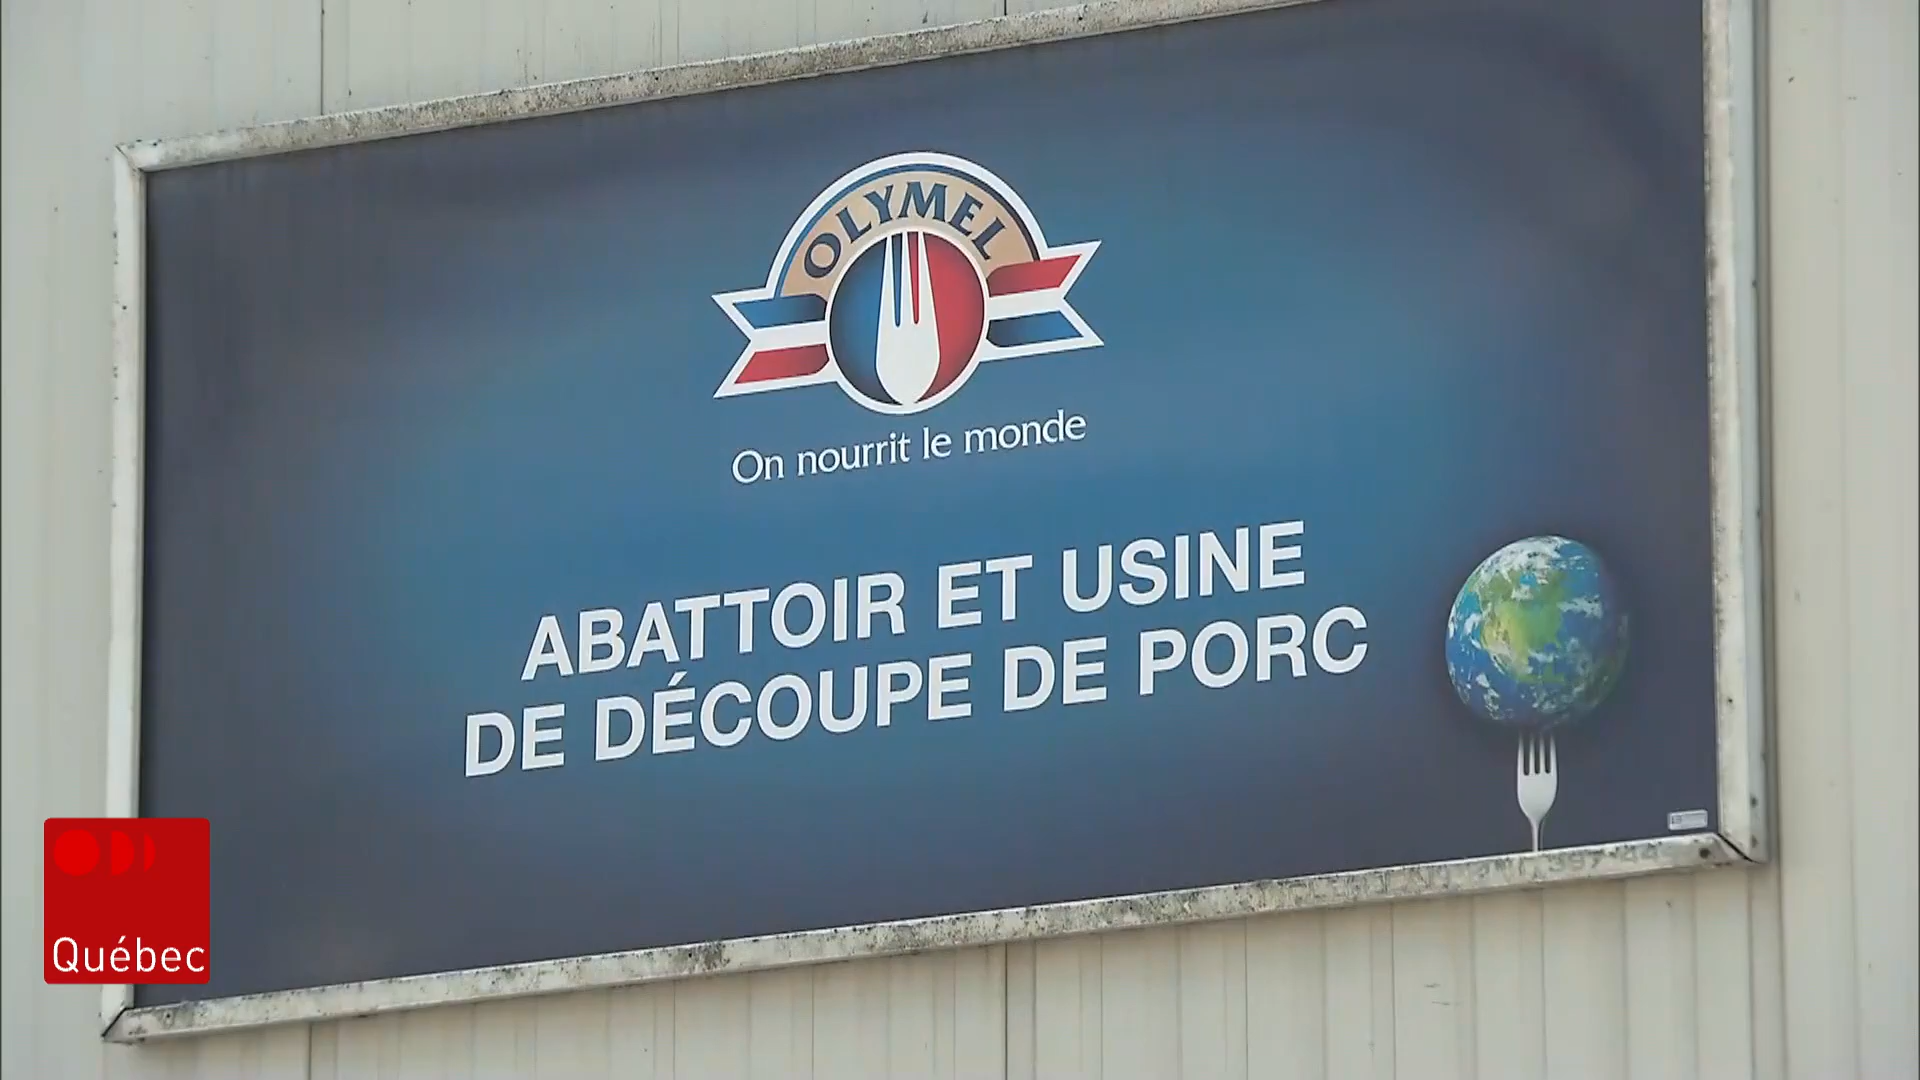 OLYMEL
On nourrit le monde
ABATTOIR ET USINE
DE DÉCOUPE DE PORC
Québec